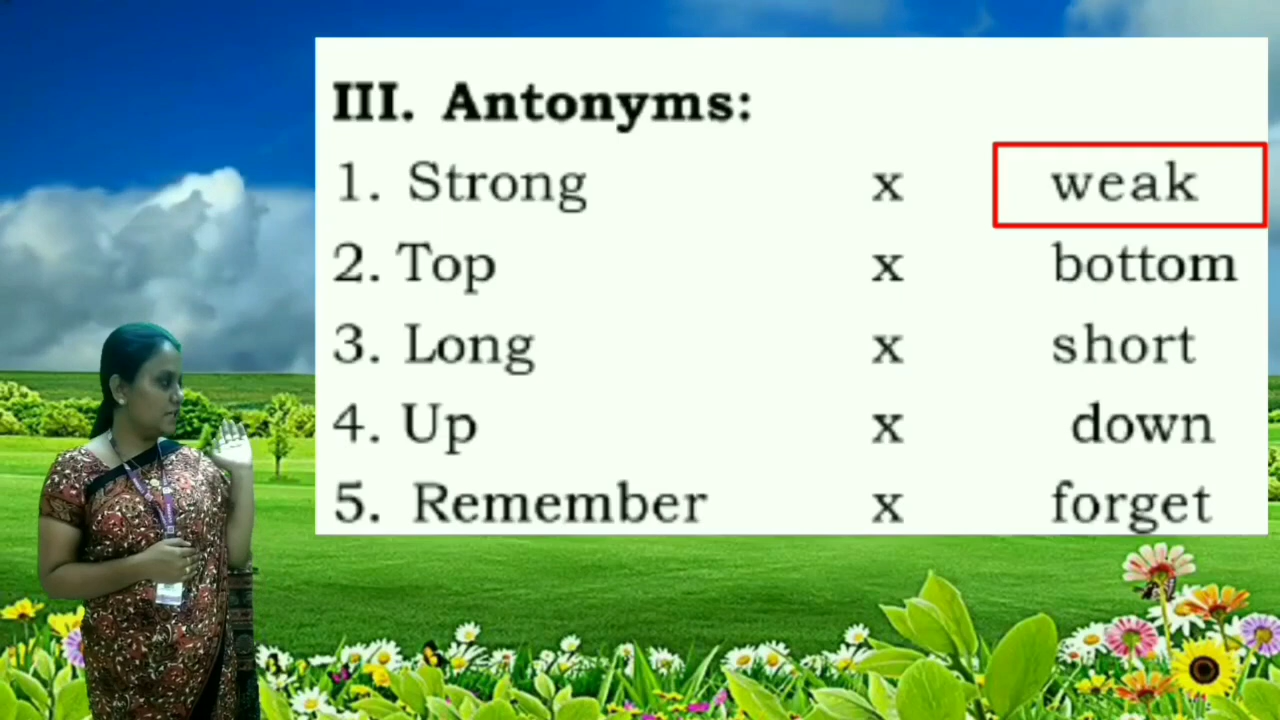 III. Antonyms:
1. Strong x weak
2. Top x bottom
3. Long x short
4. Up x down
5. Remember x forget